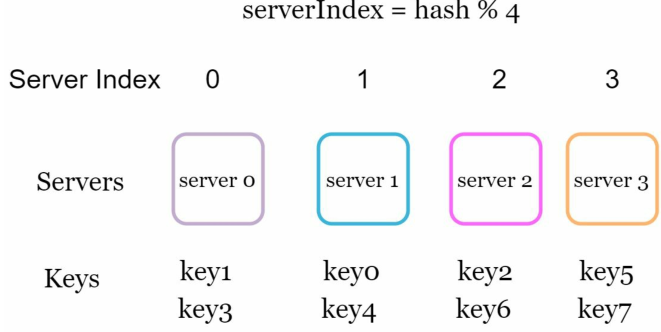 serverIndex = hash % 4
Server Index 0 1 2 3
Servers server 0 server 1 server 2 server 3
Keys key1 key0 key2 key5
key3 key4 key6 key7